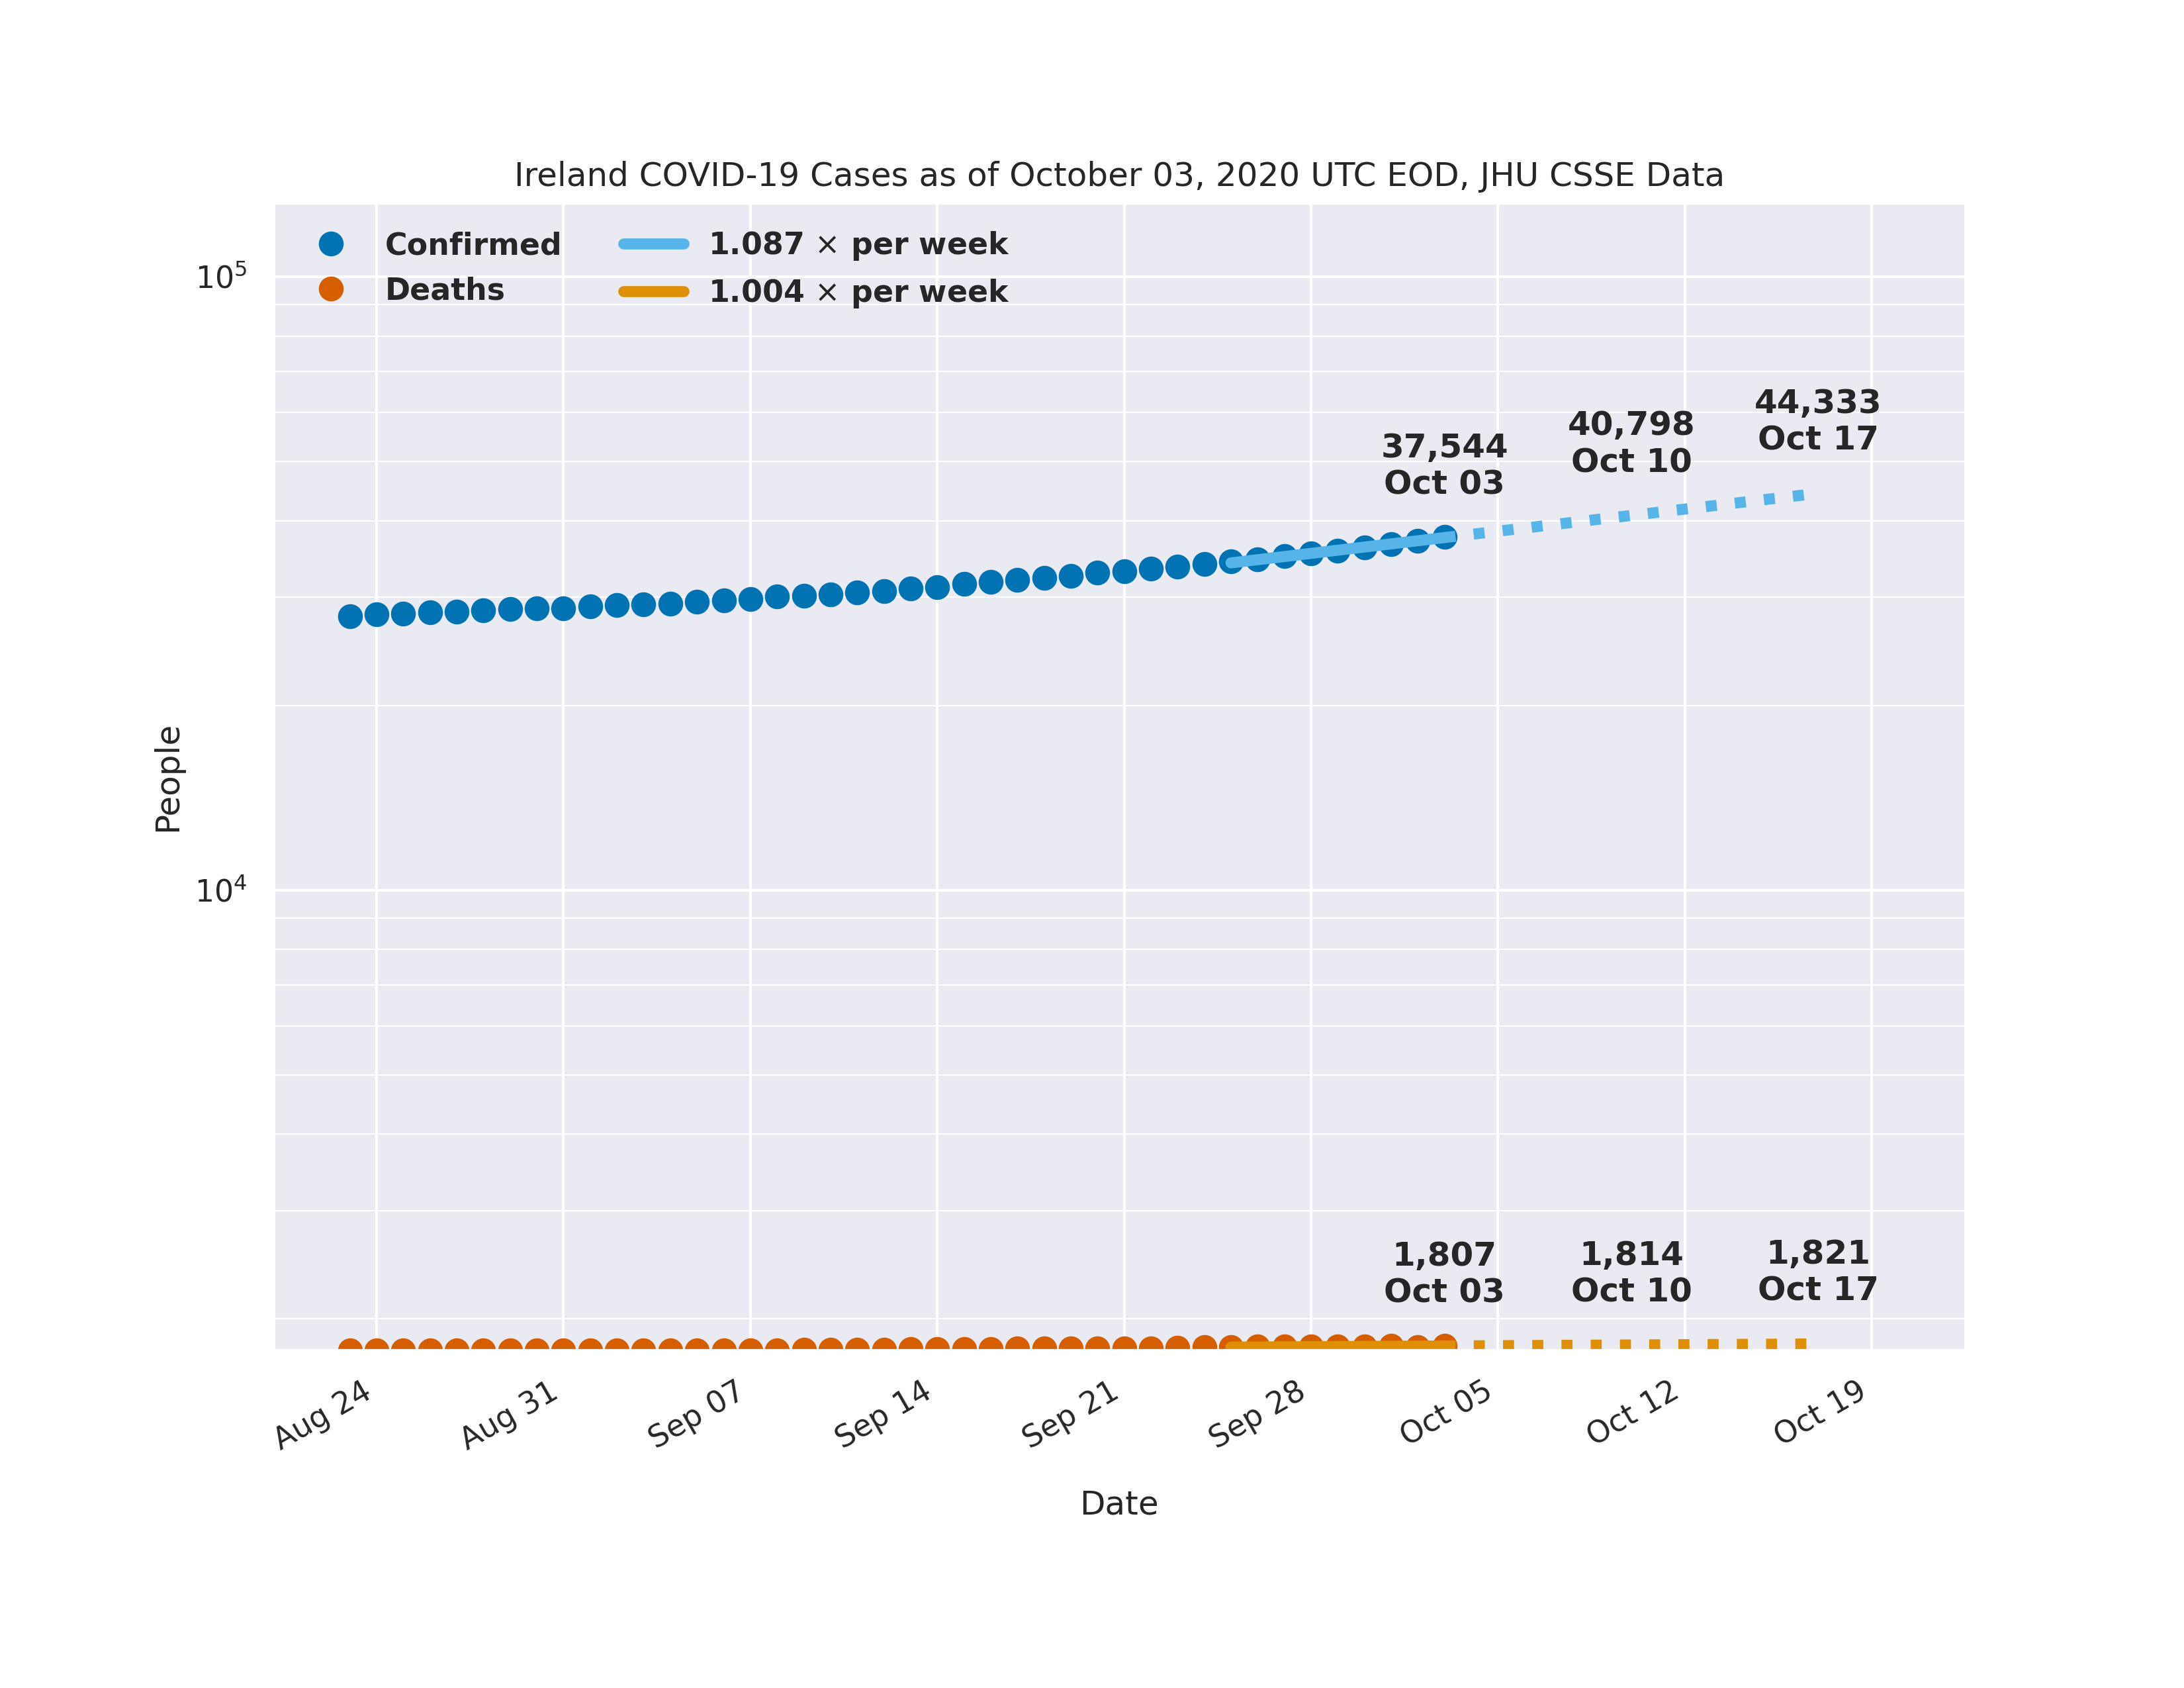 Ireland COVID-19 Cases as of October 03, 2020 UTC EOD, JHU CSSE Data
Confirmed
Deaths
1.087 × per week
1.004 × per week
10⁵
10⁴
People
37,544
Oct 03
40,798
Oct 10
44,333
Oct 17
1,807
Oct 03
1,814
Oct 10
1,821
Oct 17
Aug 24
Aug 31
Sep 07
Sep 14
Sep 21
Sep 28
Oct 05
Oct 12
Oct 19
Date